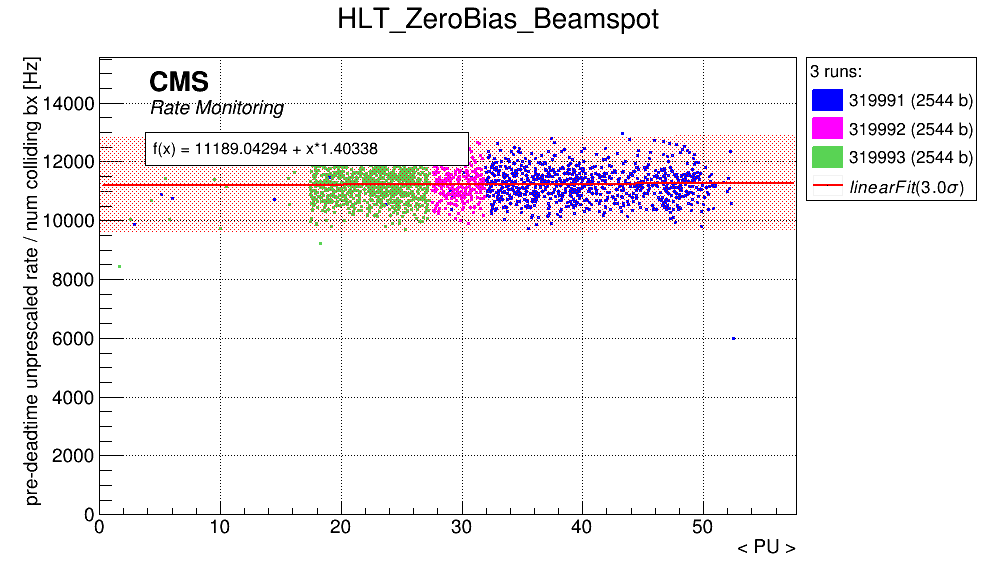 HLT_ZeroBias_Beamspot
pre-deadtime unprescaled rate / num colliding bx [Hz]
CMS
Rate Monitoring
f(x) = 11189.04294 + x*1.40338
14000
12000
10000
8000
6000
4000
2000
0
0 10 20 30 40 50
< PU >
3 runs:
319991 (2544 b)
319992 (2544 b)
319993 (2544 b)
linearFit(3.0σ)